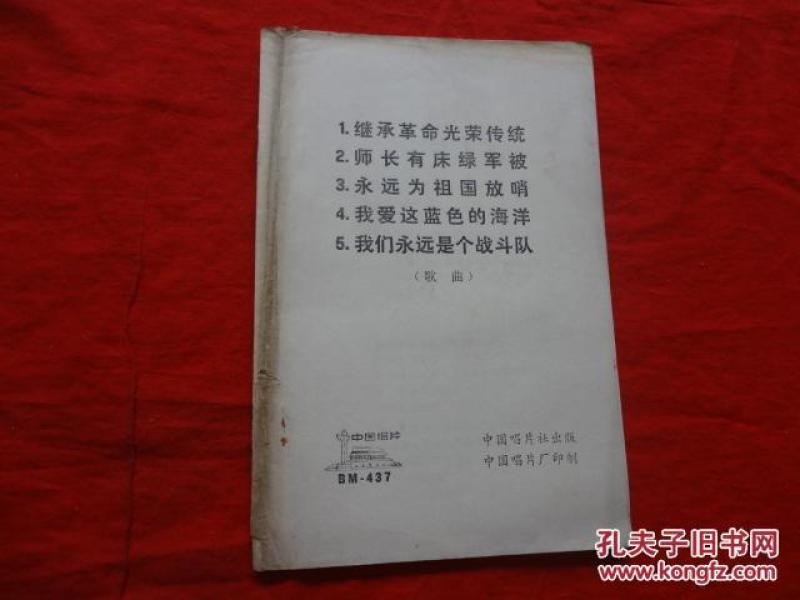 1. 继承革命光荣传统
2. 师长有床绿军被
3. 永远为祖国放哨
4. 我爱这蓝色的海洋
5. 我们永远是个战斗队
（歌 曲）
中国唱片
BM-437
中国唱片社出版
中国唱片厂印制
孔夫子旧书网
www.kongfz.com